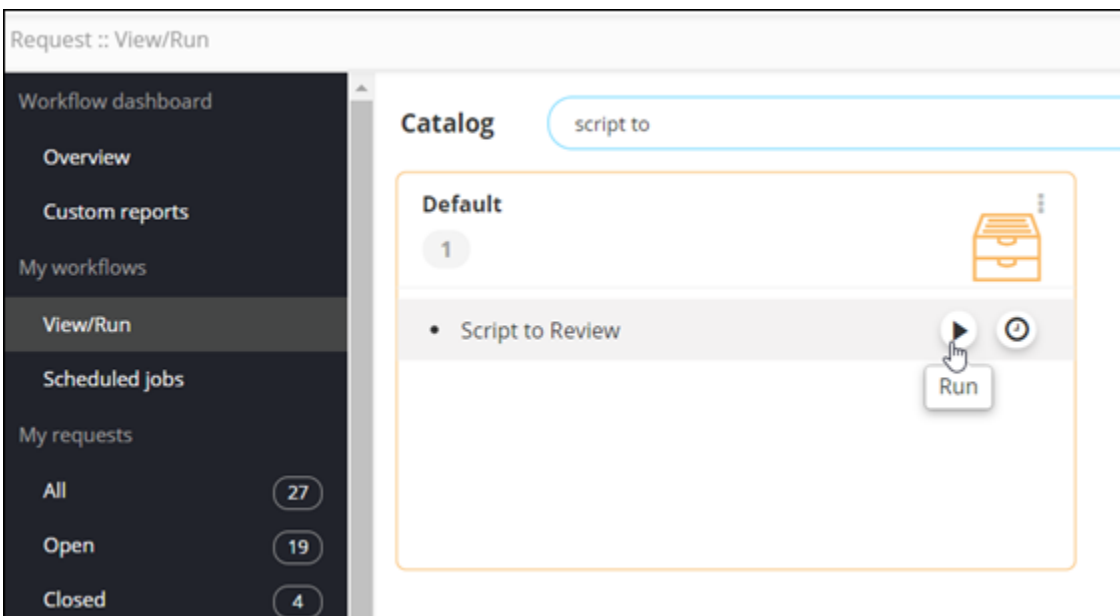 Request :: View/Run
Workflow dashboard
Overview
Custom reports
My workflows
View/Run
Scheduled jobs
My requests
All 27
Open 19
Closed 4
Catalog script to
Default
1
• Script to Review
Run